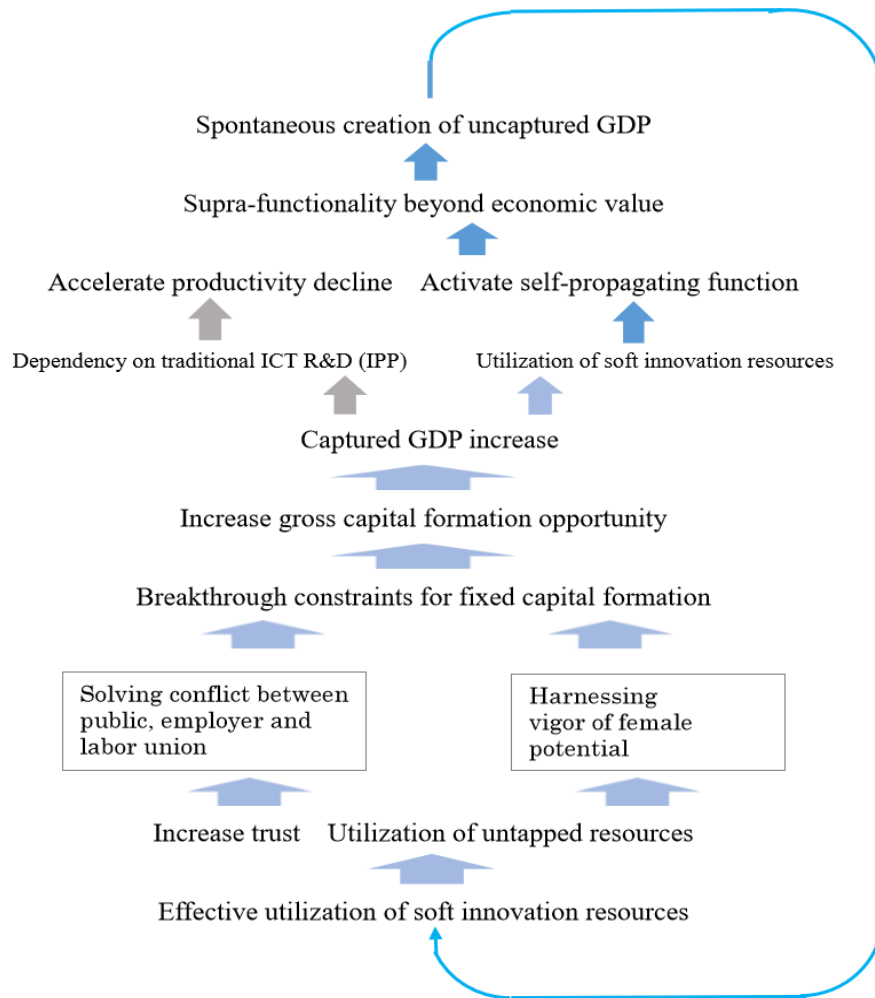 Spontaneous creation of uncaptured GDP
Supra-functionality beyond economic value
Accelerate productivity decline
Activate self-propagating function
Dependency on traditional ICT R&D (IPP)
Utilization of soft innovation resources
Captured GDP increase
Increase gross capital formation opportunity
Breakthrough constraints for fixed capital formation
Solving conflict between
public, employer and
labor union
Harnessing
vigor of female
potential
Increase trust
Utilization of untapped resources
Effective utilization of soft innovation resources